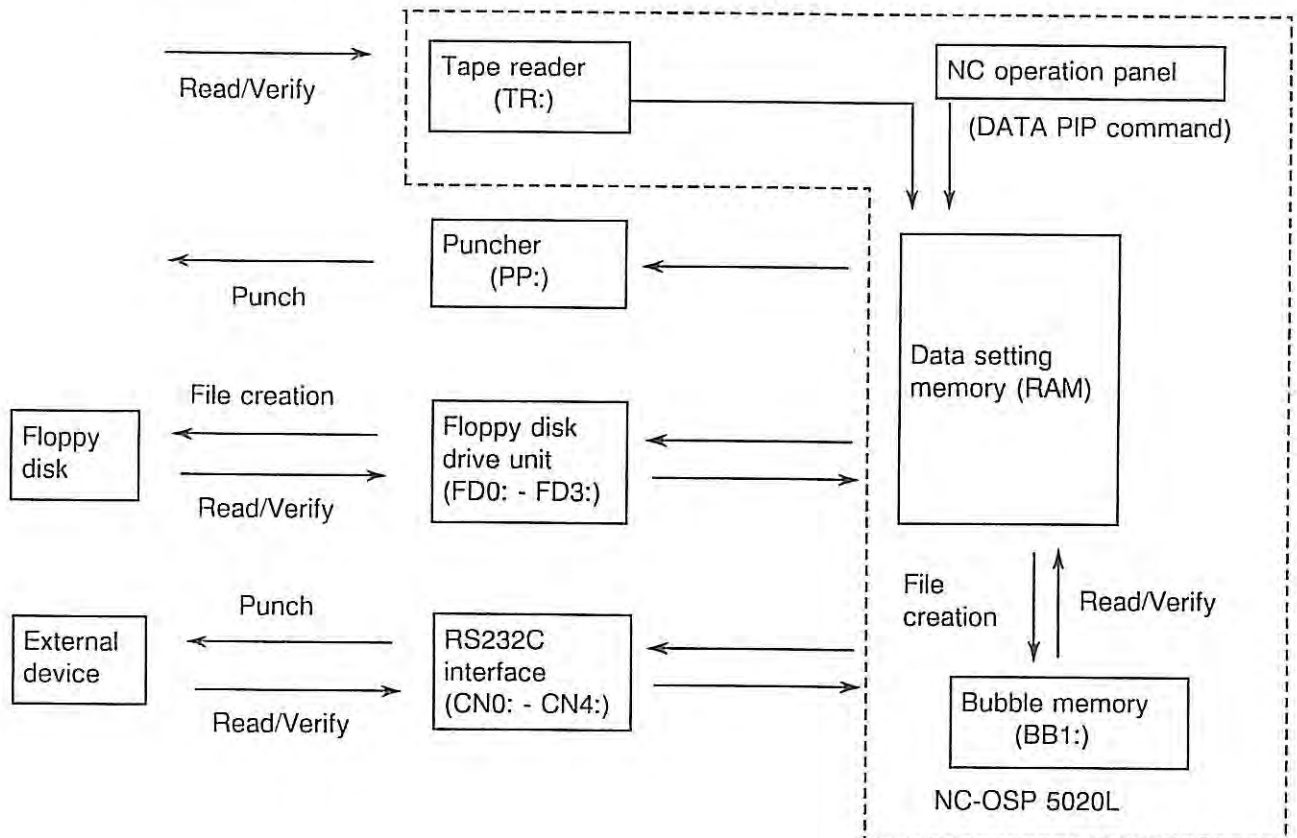 Read/Verify
Tape reader
(TR:)
NC operation panel
(DATA PIP command)
Puncher
(PP:)
Punch
Data setting
memory (RAM)
File creation
Floppy
disk
Read/Verify
Floppy disk
drive unit
(FD0: - FD3:)
File
creation
Read/Verify
Punch
External
device
Read/Verify
RS232C
interface
(CN0: - CN4:)
Bubble memory
(BB1:)
NC-OSP 5020L